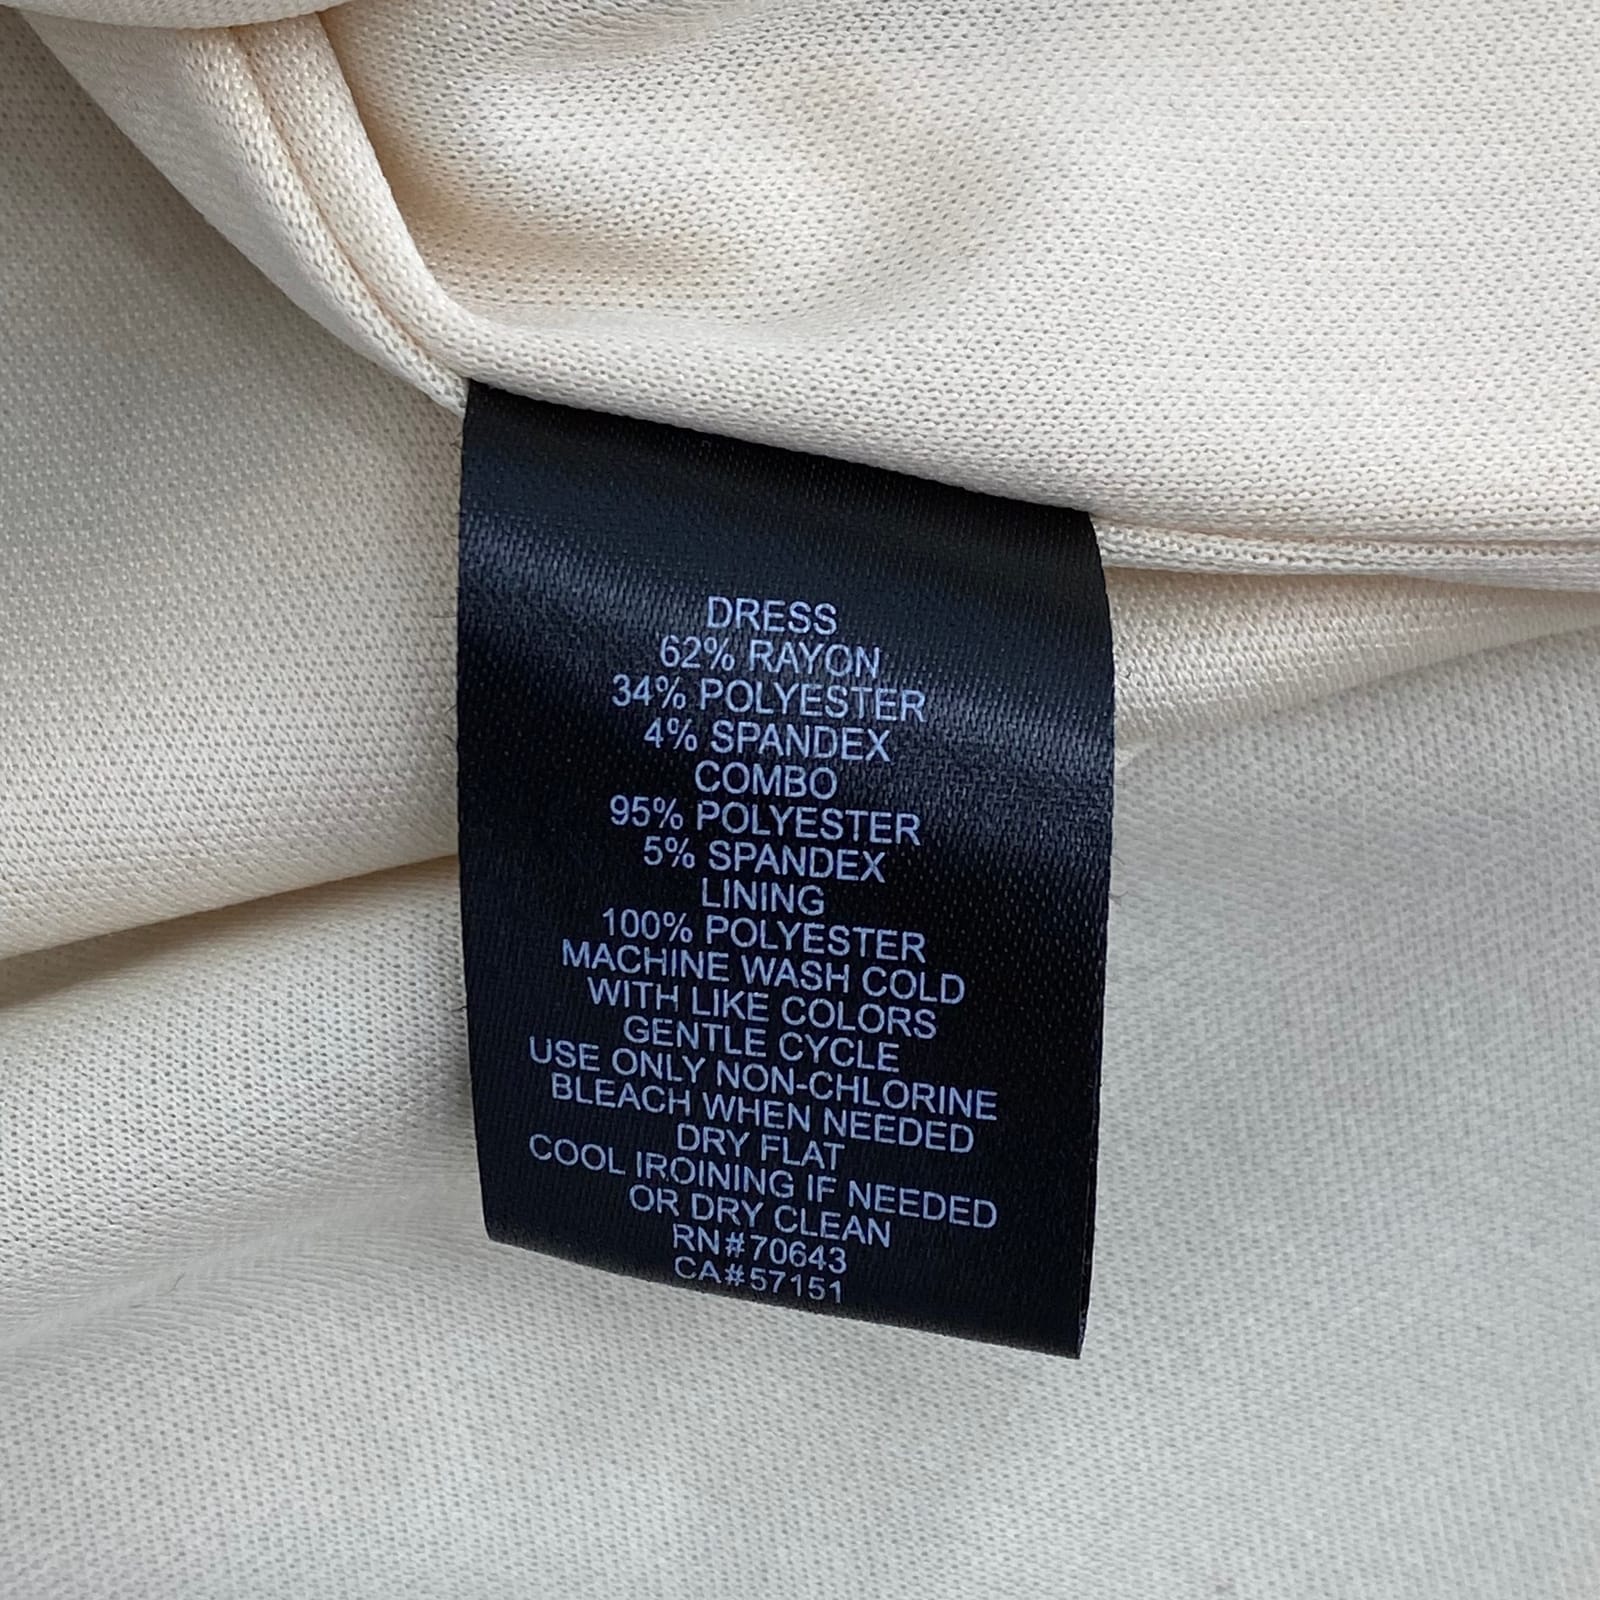 DRESS
62% RAYON
34% POLYESTER
4% SPANDEX
COMBO
95% POLYESTER
5% SPANDEX
LINING
100% POLYESTER
MACHINE WASH COLD
WITH LIKE COLORS
GENTLE CYCLE
USE ONLY NON-CHLORINE
BLEACH WHEN NEEDED
DRY FLAT
COOL IROINING IF NEEDED
OR DRY CLEAN
RN#70643
CA#57151